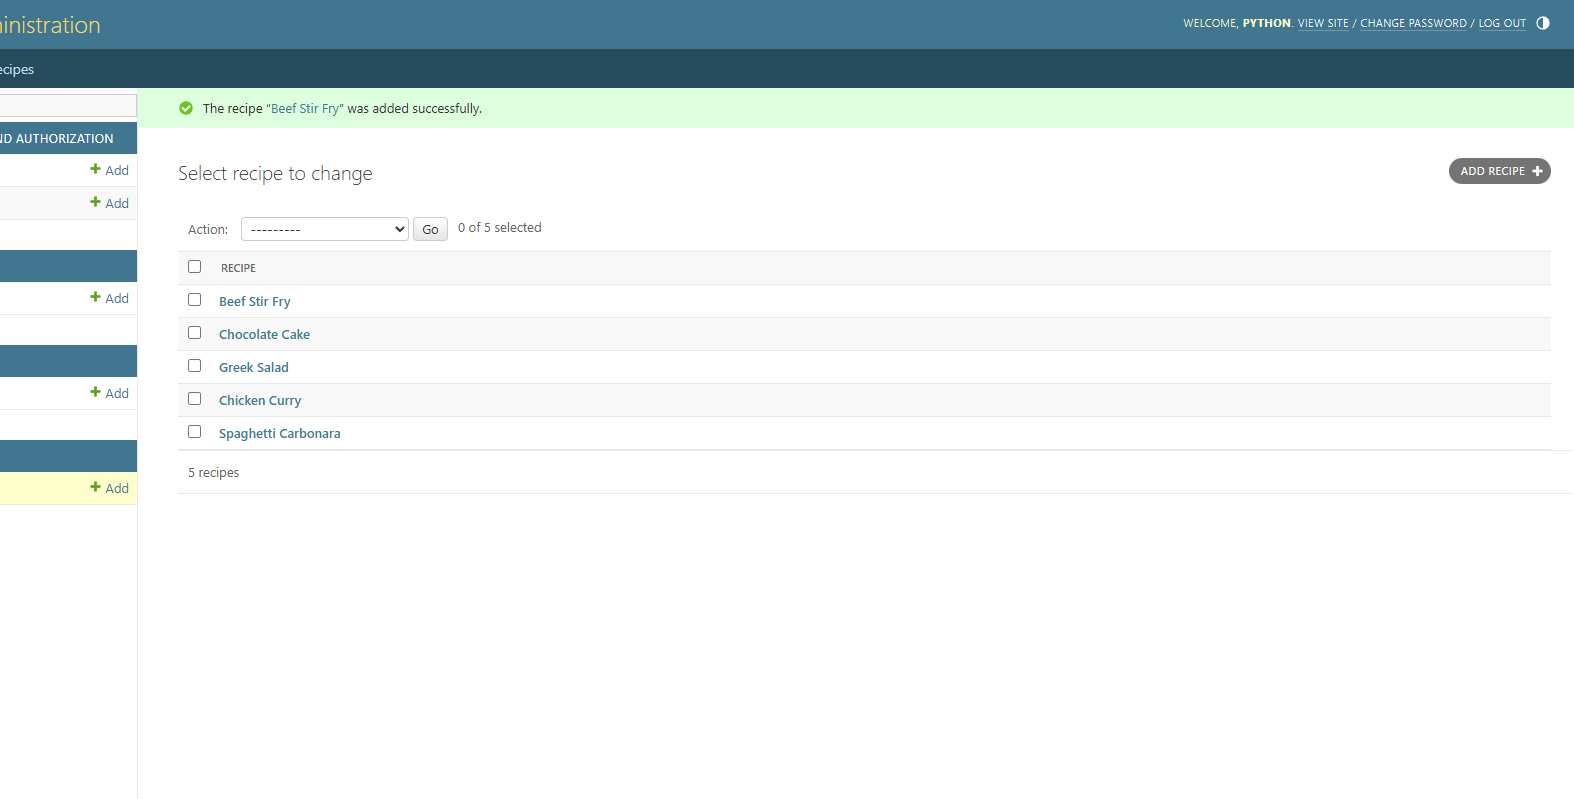 inistration
WELCOME, PYTHON. VIEW SITE / CHANGE PASSWORD / LOG OUT
ecipes
The recipe “Beef Stir Fry” was added successfully.
ND AUTHORIZATION
Add
Add
Add
Add
Add
Select recipe to change
ADD RECIPE
Action: --------- Go 0 of 5 selected
RECIPE
Beef Stir Fry
Chocolate Cake
Greek Salad
Chicken Curry
Spaghetti Carbonara
5 recipes